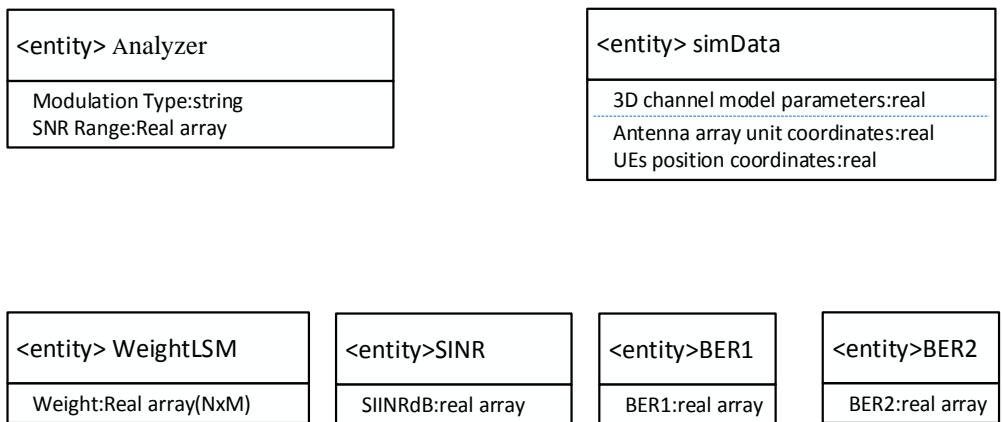 <entity> Analyzer
Modulation Type:string
SNR Range:Real array
<entity> simData
3D channel model parameters:real
Antenna array unit coordinates:real
UEs position coordinates:real
<entity> WeightLSM
Weight:Real array(NxM)
<entity>SINR
SIINRdB:real array
<entity>BER1
BER1:real array
<entity>BER2
BER2:real array